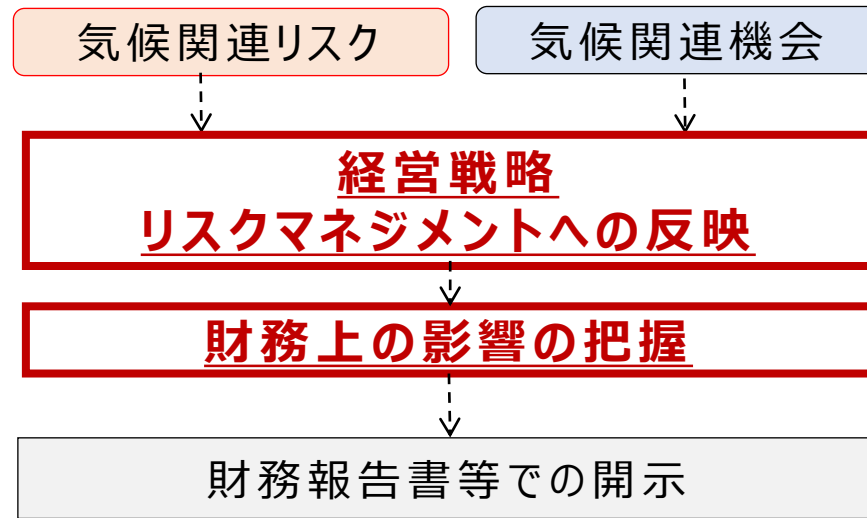 気候関連リスク
気候関連機会
経営戦略
リスクマネジメントへの反映
財務上の影響の把握
財務報告書等での開示